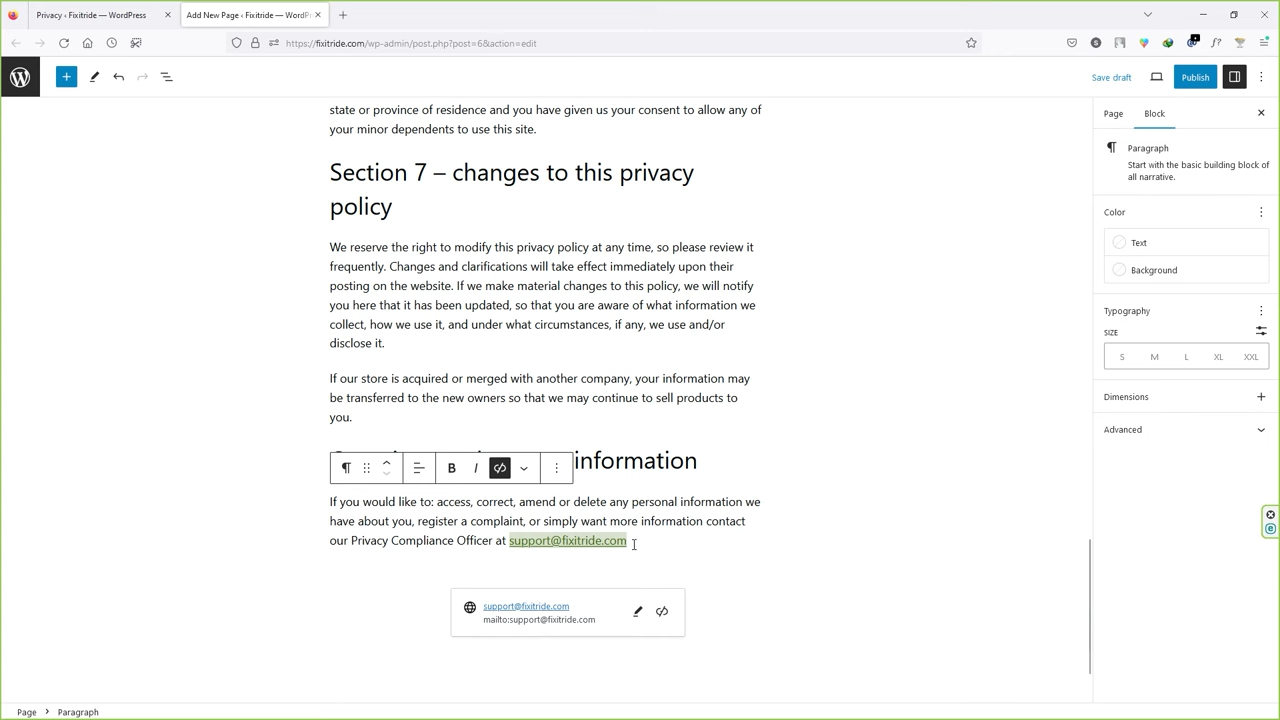 Privacy ‹ Fixitride — WordPress
Add New Page ‹ Fixitride — WordPr
https://fixitride.com/wp-admin/post.php?post=6&action=edit
Save draft
Publish
state or province of residence and you have given us your consent to allow any of
your minor dependents to use this site.
Section 7 – changes to this privacy
policy
We reserve the right to modify this privacy policy at any time, so please review it
frequently. Changes and clarifications will take effect immediately upon their
posting on the website. If we make material changes to this policy, we will notify
you here that it has been updated, so that you are aware of what information we
collect, how we use it, and under what circumstances, if any, we use and/or
disclose it.
If our store is acquired or merged with another company, your information may
be transferred to the new owners so that we may continue to sell products to
you.
information
B I
If you would like to: access, correct, amend or delete any personal information we
have about you, register a complaint, or simply want more information contact
our Privacy Compliance Officer at support@fixitride.com
support@fixitride.com
mailto:support@fixitride.com
Page Block
Paragraph
Start with the basic building block of
all narrative.
Color
Text
Background
Typography
SIZE
S M L XL XXL
Dimensions
Advanced
Page > Paragraph